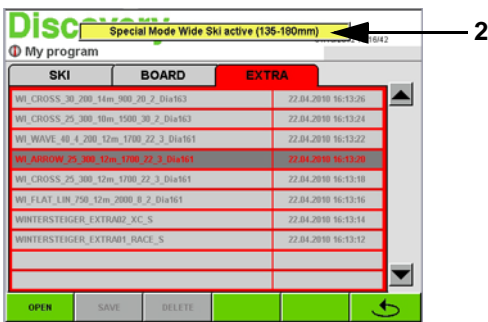 Discovery
Special Mode Wide Ski active (135-180mm)
2
My program
SKI
BOARD
EXTRA
WI_CROSS_30_200_14m_900_20_2_Dia163 22.04.2010 16:13:26
WI_CROSS_25_300_10m_1500_30_2_Dia163 22.04.2010 16:13:24
WI_WAVE_40_4_200_12m_1700_22_3_Dia161 22.04.2010 16:13:22
WI_ARROW_25_300_12m_1700_22_3_Dia161 22.04.2010 16:13:20
WI_CROSS_25_300_12m_1700_22_3_Dia161 22.04.2010 16:13:18
WI_FLAT_LIN_750_12m_2000_8_2_Dia161 22.04.2010 16:13:16
WINTERSTEIGER_EXTRA02_XC_S 22.04.2010 16:13:14
WINTERSTEIGER_EXTRA01_RACE_S 22.04.2010 16:13:12
OPEN
SAVE
DELETE